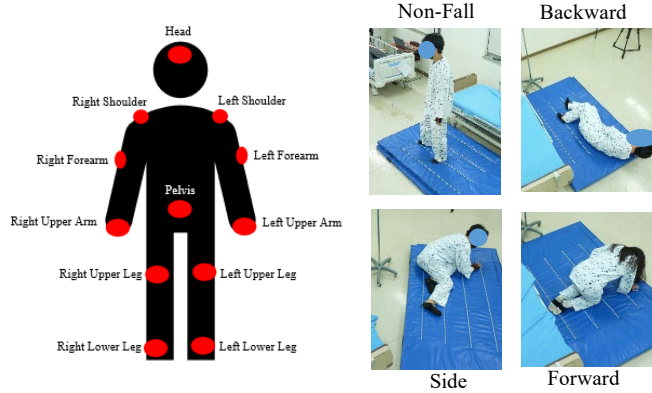 Head
Right Shoulder
Left Shoulder
Right Forearm
Left Forearm
Pelvis
Right Upper Arm
Left Upper Arm
Right Upper Leg
Left Upper Leg
Right Lower Leg
Left Lower Leg
Non-Fall
Backward
Side
Forward